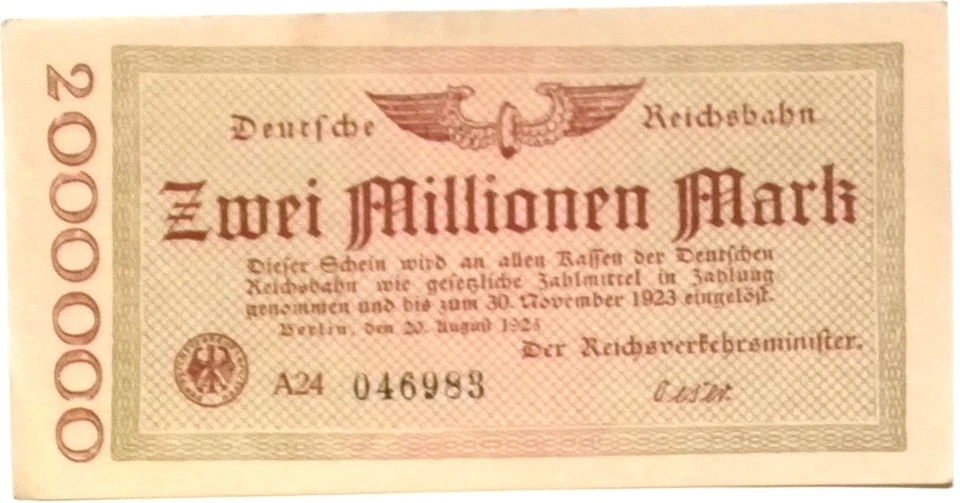 2000000
Deutsche Reichsbahn
Zwei Millionen Mark
Dieser Schein wird an allen Kassen der Deutschen
Reichsbahn wie gesetzliche Zahlmittel in Zahlung
genommen und bis zum 30. November 1923 eingelöst.
Berlin, den 20. August 1923
Der Reichsverkehrsminister.
A24 046983